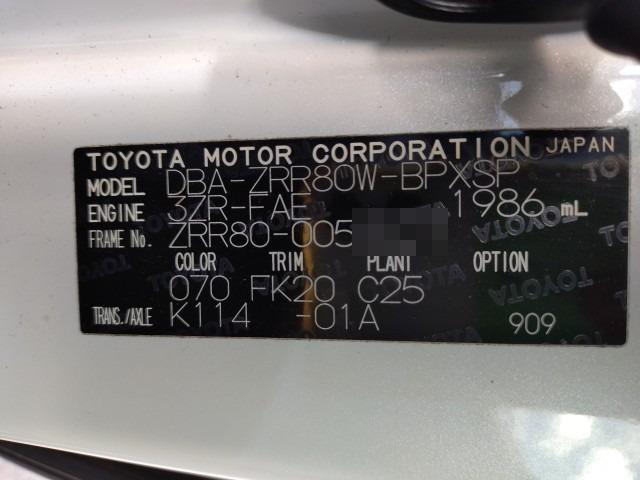 TOYOTA MOTOR CORPORATION JAPAN
MODEL DBA-ZRR80W-BPXSP
ENGINE 3ZR-FAE 1986 mL
FRAME No. ZRR80-005
COLOR TRIM PLANT OPTION
070 FK20 C25
TRANS./AXLE K114 -01A 909